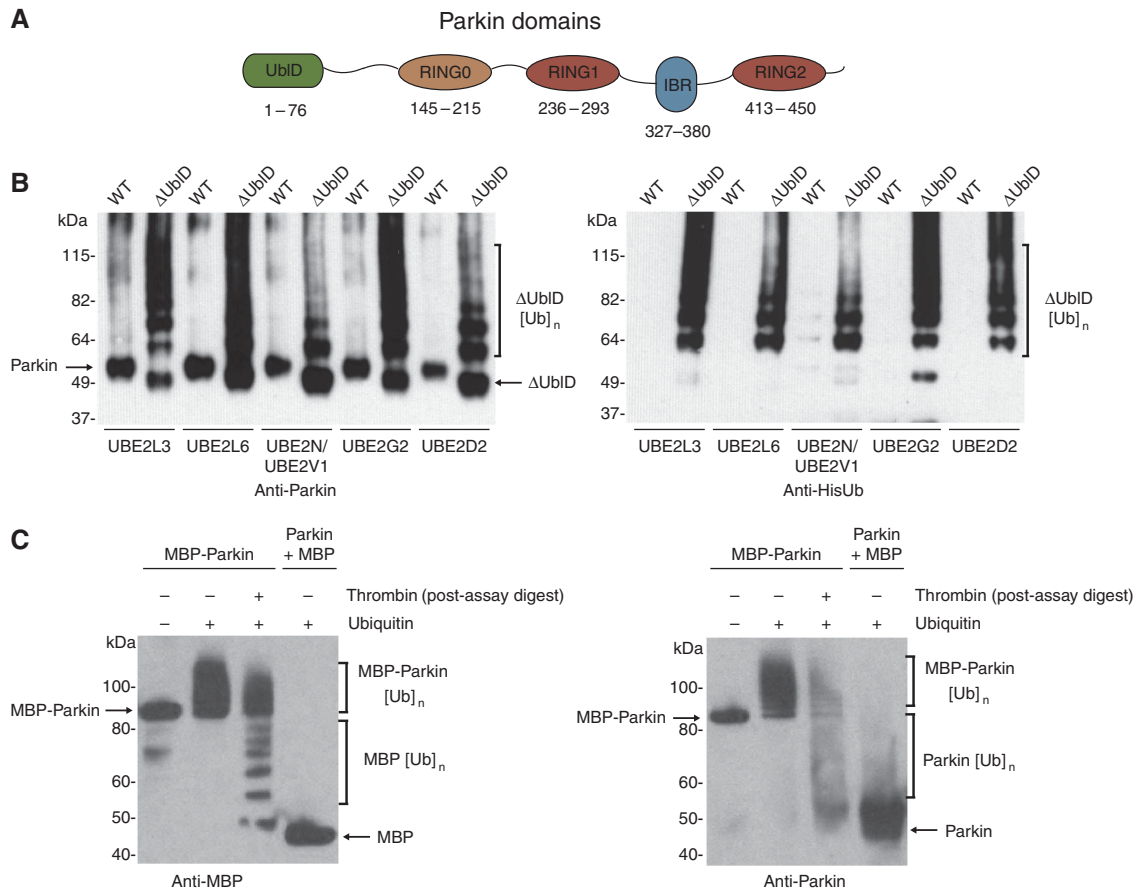 A
Parkin domains
UblD
RING0
RING1
IBR
RING2
1–76
145–215
236–293
327–380
413–450
B
WT ΔUblD WT ΔUblD WT ΔUblD WT ΔUblD WT ΔUblD
kDa
115-
82-
64-
49-
37-
Parkin
ΔUblD
[Ub]n
ΔUblD
UBE2L3 UBE2L6 UBE2N/ UBE2G2 UBE2D2
UBE2V1
Anti-Parkin
WT ΔUblD WT ΔUblD WT ΔUblD WT ΔUblD WT ΔUblD
kDa
115-
82-
64-
49-
37-
ΔUblD
[Ub]n
UBE2L3 UBE2L6 UBE2N/ UBE2G2 UBE2D2
UBE2V1
Anti-HisUb
C
MBP-Parkin
Parkin
+ MBP
– – + – Thrombin (post-assay digest)
– + + + Ubiquitin
kDa
100-
80-
60-
50-
40-
MBP-Parkin
MBP-Parkin
[Ub]n
MBP [Ub]n
MBP
Anti-MBP
MBP-Parkin
Parkin
+ MBP
– – + – Thrombin (post-assay digest)
– + + + Ubiquitin
kDa
100-
80-
60-
50-
40-
MBP-Parkin
MBP-Parkin
[Ub]n
Parkin [Ub]n
Parkin
Anti-Parkin